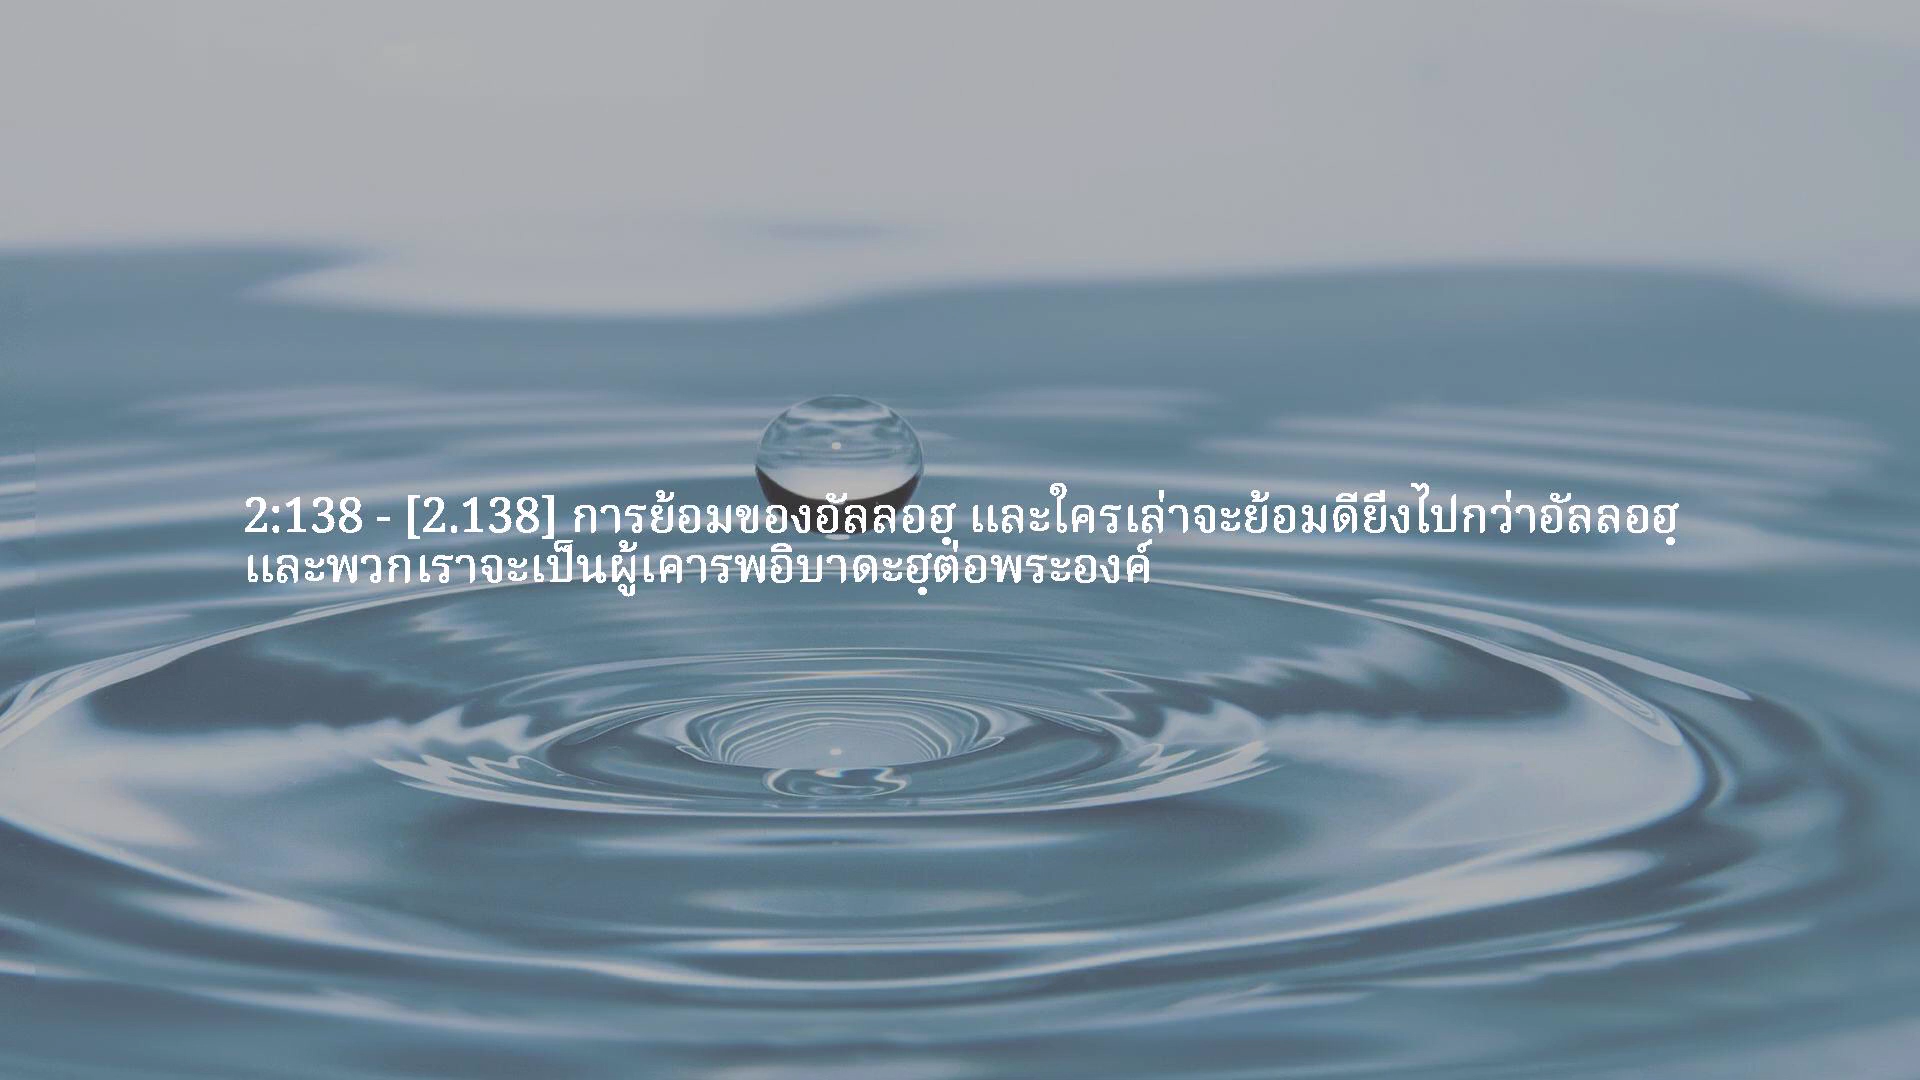 2:138 - [2.138] การย้อมของอัลลอฮฺ และใครเล่าจะย้อมดียียิ่งไปกว่าอัลลอฮฺ
และพวกเราจะเป็นผู้เคารพอิบาดะฮฺต่อพระองค์